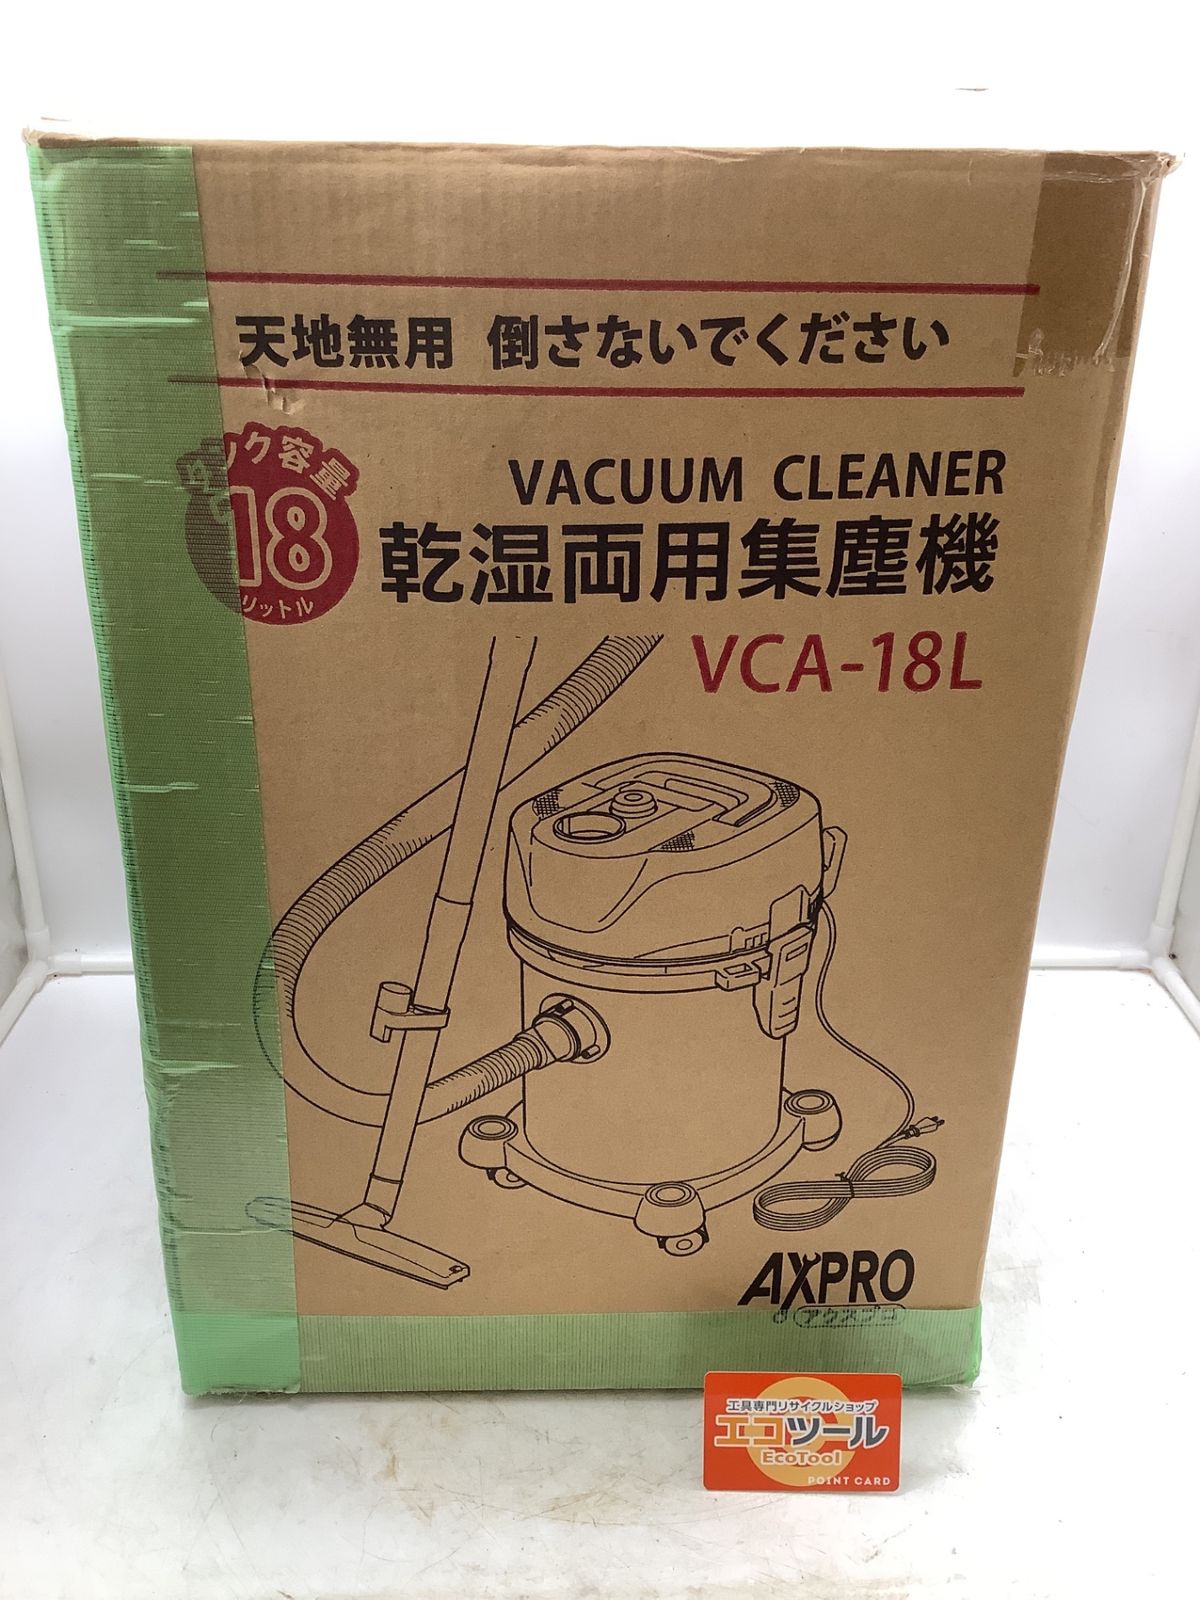 天地無用 倒さないでください
タンク容量
18
リットル
VACUUM CLEANER
乾湿両用集塵機
VCA-18L
AXPRO
アクスプロ
工具専門リサイクルショップ
エコツール
EcoTool
POINT CARD